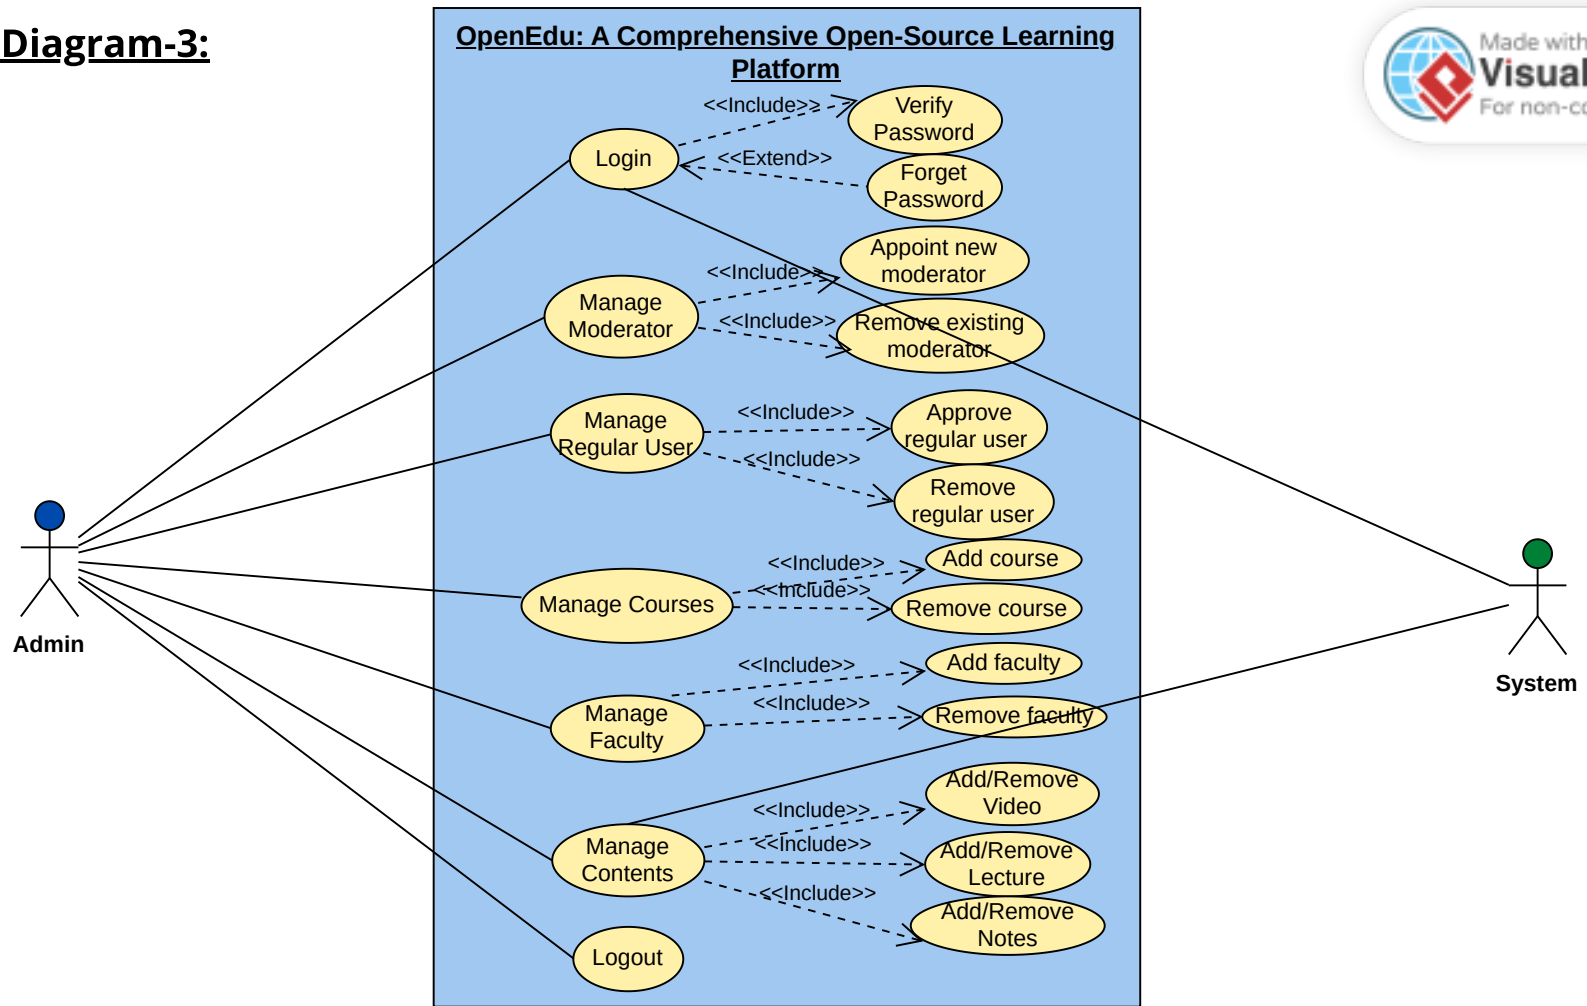 Diagram-3:
OpenEdu: A Comprehensive Open-Source Learning
Platform
Made with
Visual
For non-co
<<Include>>
Verify
Password
Login
<<Extend>>
Forget
Password
Appoint new
moderator
<<Include>>
Manage
Moderator
<<Include>>
Remove existing
moderator
Manage
Regular User
<<Include>>
Approve
regular user
<<Include>>
Remove
regular user
<<Include>>
Add course
Manage Courses
<<Include>>
Remove course
Admin
<<Include>>
Add faculty
System
Manage
Faculty
<<Include>>
Remove faculty
Add/Remove
Video
<<Include>>
Manage
Contents
<<Include>>
Add/Remove
Lecture
<<Include>>
Add/Remove
Notes
Logout